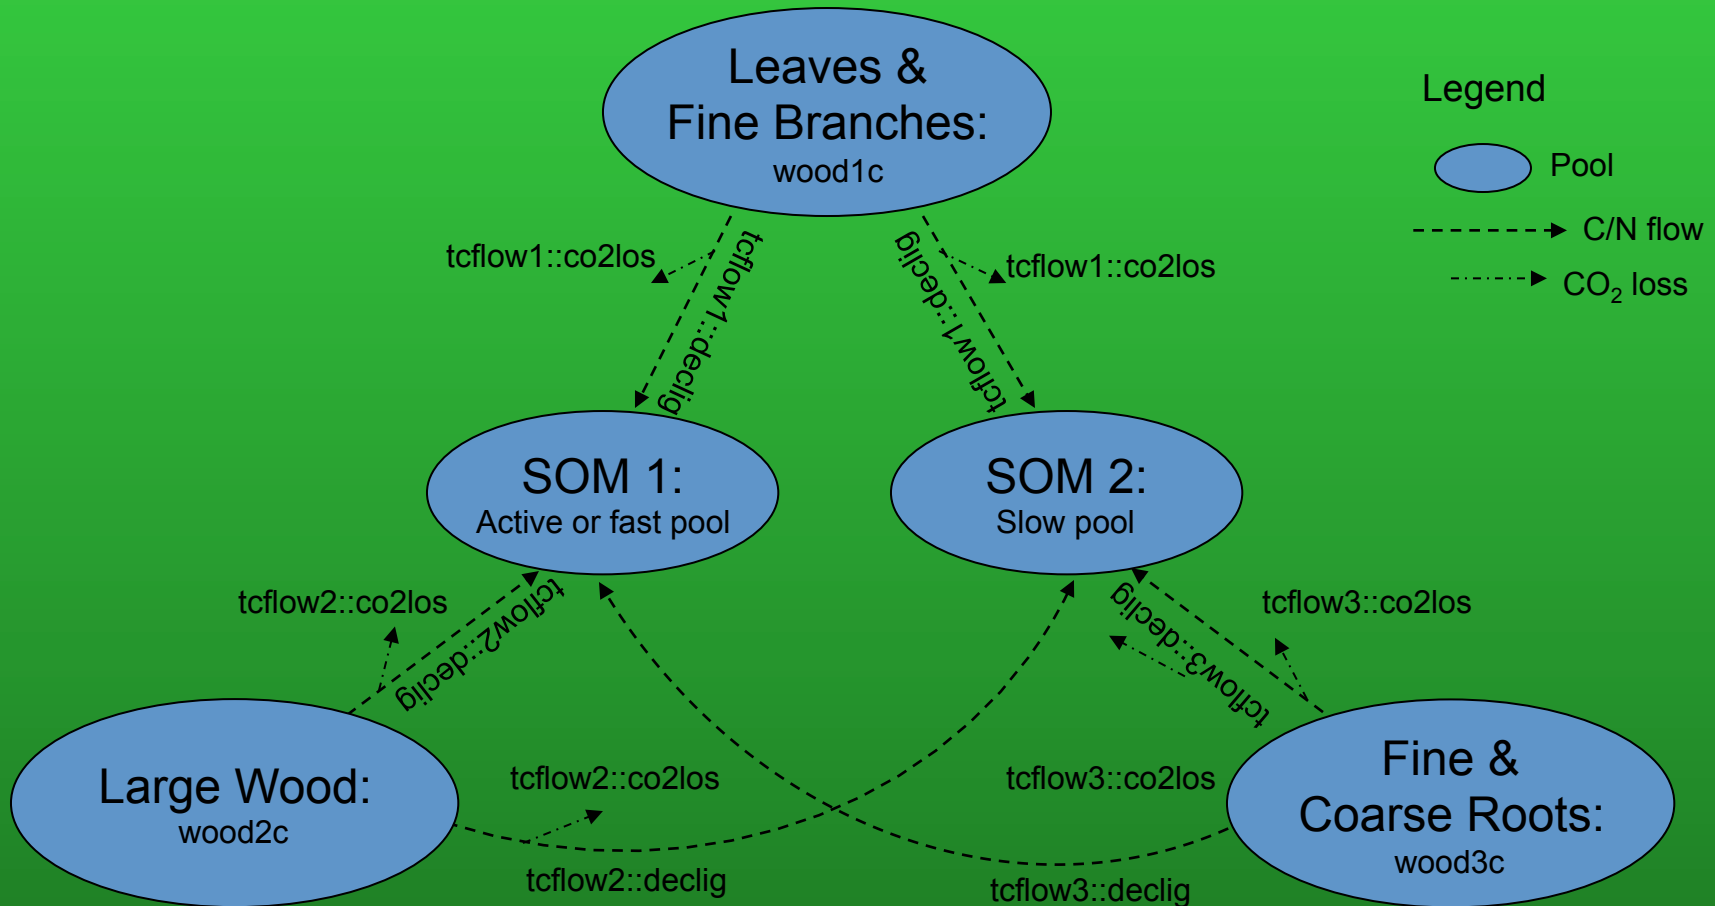 Leaves &
Fine Branches:
wood1c
Legend
Pool
C/N flow
CO₂ loss
tcflow1::co2los
tcflow1::declig
tcflow1::declig
tcflow1::co2los
SOM 1:
Active or fast pool
SOM 2:
Slow pool
tcflow2::co2los
tcflow2::declig
tcflow3::declig
tcflow3::co2los
Large Wood:
wood2c
tcflow2::co2los
tcflow2::declig
tcflow3::co2los
tcflow3::declig
Fine &
Coarse Roots:
wood3c